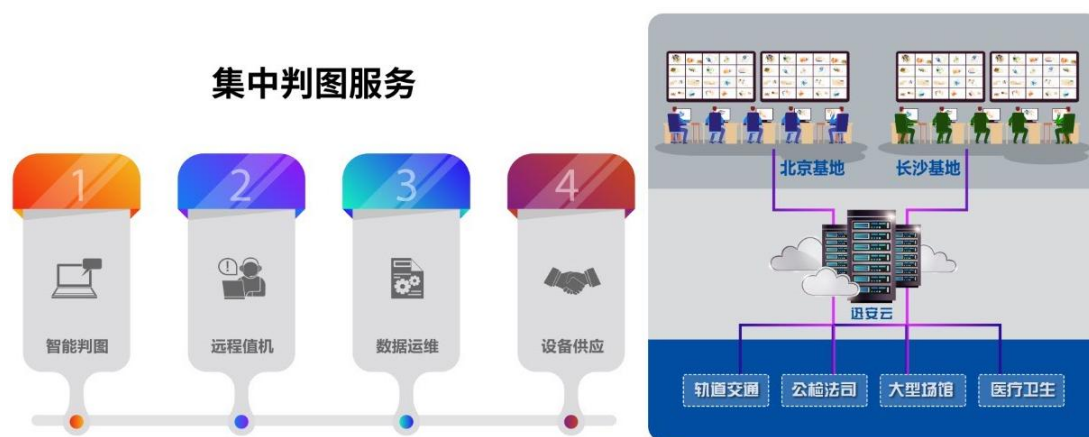 集中判图服务
1
2
3
4
智能判图
远程值机
数据运维
设备供应
北京基地
长沙基地
迅安云
轨道交通
公检法司
大型场馆
医疗卫生